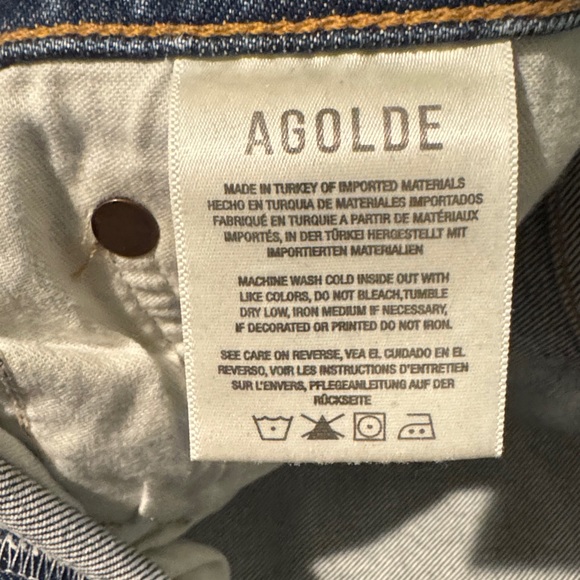 AGOLDE
MADE IN TURKEY OF IMPORTED MATERIALS
HECHO EN TURQUIA DE MATERIALES IMPORTADOS
FABRIQUÉ EN TURQUIE A PARTIR DE MATÉRIAUX
IMPORTÉS, IN DER TÜRKEI HERGESTELLT MIT
IMPORTIERTEN MATERIALIEN
MACHINE WASH COLD INSIDE OUT WITH
LIKE COLORS, DO NOT BLEACH,TUMBLE
DRY LOW, IRON MEDIUM IF NECESSARY,
IF DECORATED OR PRINTED DO NOT IRON.
SEE CARE ON REVERSE, VEA EL CUIDADO EN EL
REVERSO, VOIR LES INSTRUCTIONS D'ENTRETIEN
SUR L'ENVERS, PFLEGEANLEITUNG AUF DER
RÜCKSEITE